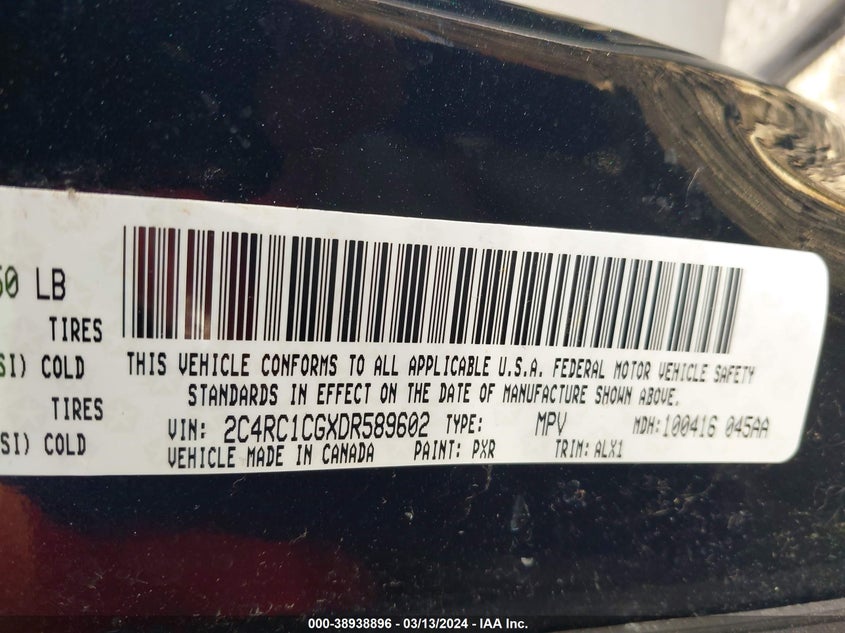 50 LB
TIRES
SI) COLD
TIRES
SI) COLD
THIS VEHICLE CONFORMS TO ALL APPLICABLE U.S.A. FEDERAL MOTOR VEHICLE SAFETY
STANDARDS IN EFFECT ON THE DATE OF MANUFACTURE SHOWN ABOVE.
VIN: 2C4RC1CGXDR589602 TYPE: MPV MDH:100416 045AA
VEHICLE MADE IN CANADA PAINT: PXR TRIM: ALX1
000-38938896 - 03/13/2024 - IAA Inc.